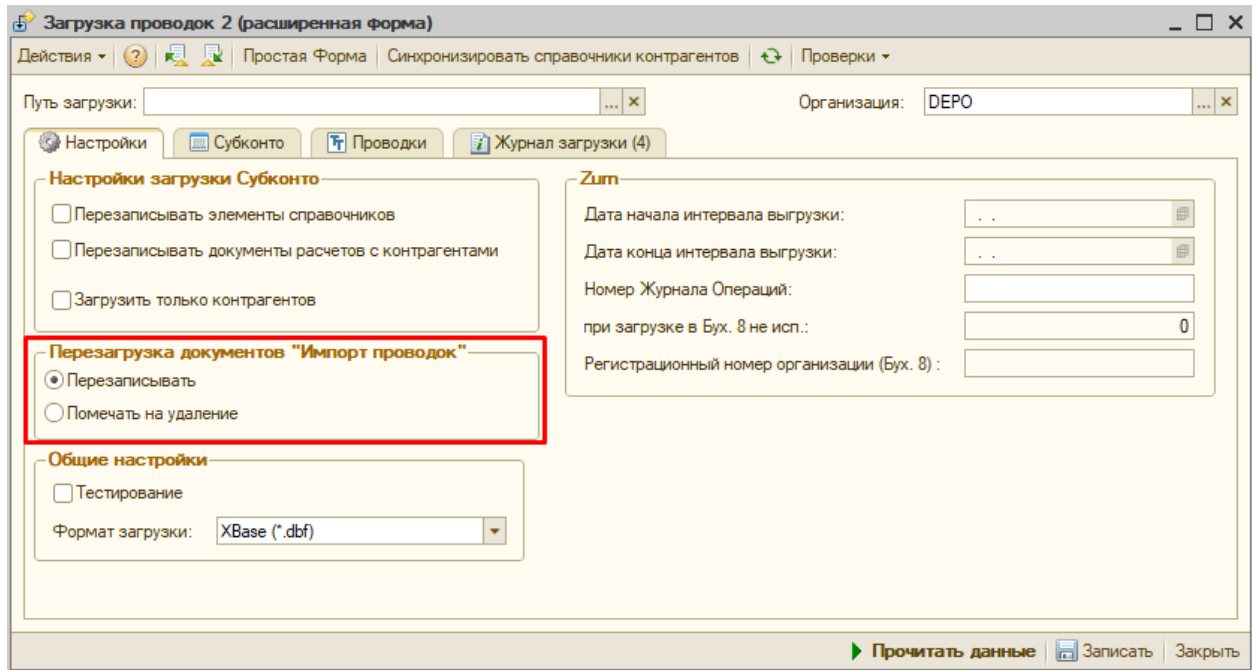 Загрузка проводок 2 (расширенная форма)
Действия Простая Форма Синхронизировать справочники контрагентов Проверки
Путь загрузки: ... × Организация: DEPO ... ×
Настройки Субконто Проводки Журнал загрузки (4)
Настройки загрузки Субконто
Перезаписывать элементы справочников
Перезаписывать документы расчетов с контрагентами
Загрузить только контрагентов
Перезагрузка документов "Импорт проводок"
Перезаписывать
Помечать на удаление
Общие настройки
Тестирование
Формат загрузки: XBase (*.dbf)
Zum
Дата начала интервала выгрузки: . .
Дата конца интервала выгрузки: . .
Номер Журнала Операций:
при загрузке в Бух. 8 не исп.: 0
Регистрационный номер организации (Бух. 8) :
Прочитать данные Записать Закрыть